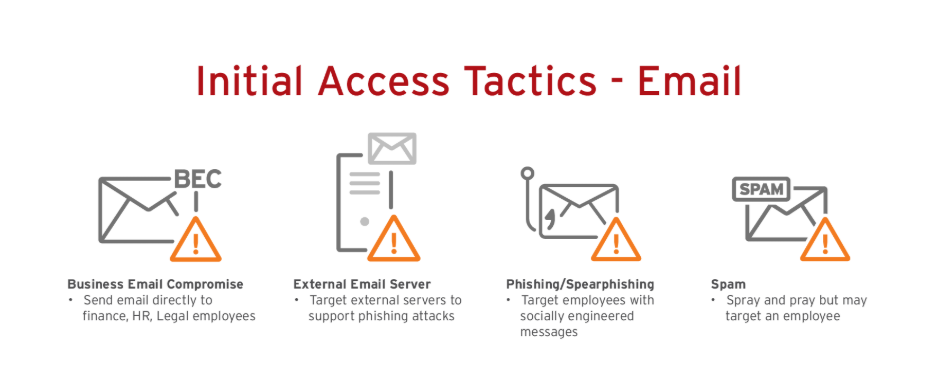 Initial Access Tactics - Email
BEC
SPAM
Business Email Compromise
• Send email directly to
finance, HR, Legal employees
External Email Server
• Target external servers to
support phishing attacks
Phishing/Spearphishing
• Target employees with
socially engineered
messages
Spam
• Spray and pray but may
target an employee